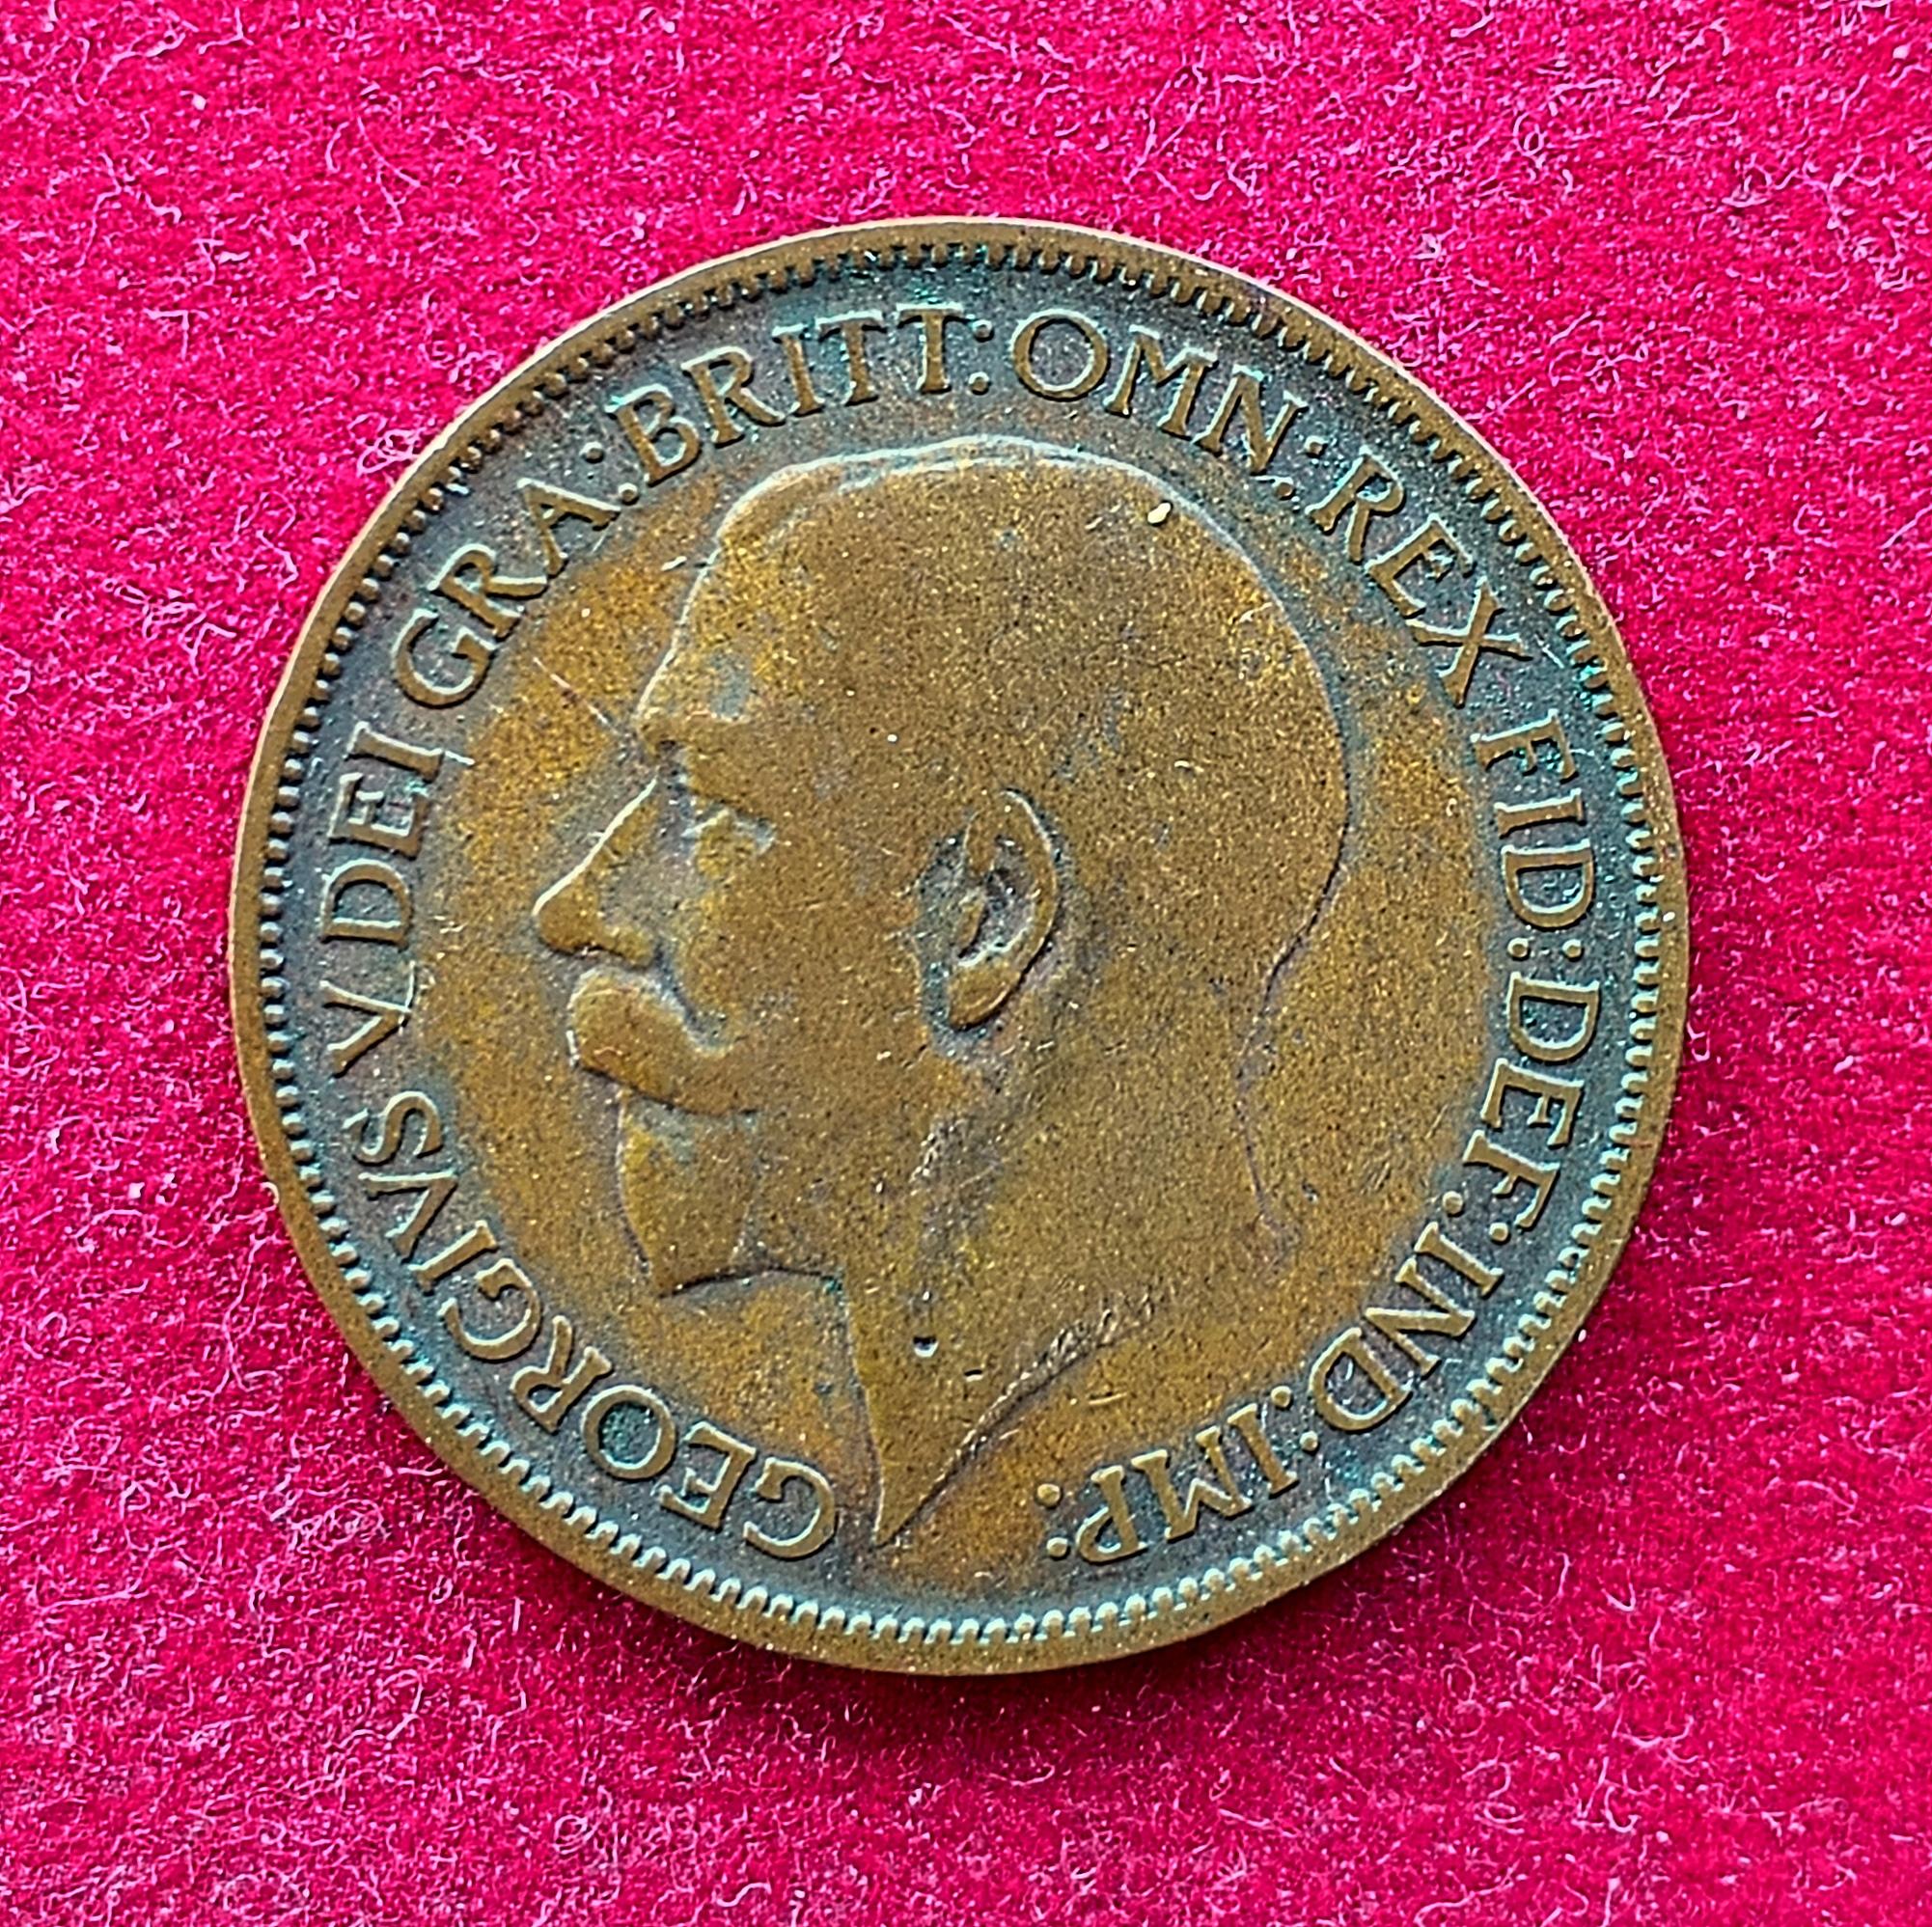 GEORGIVS V DEI GRA: BRITT: OMN: REX FID: DEF: IND: IMP: